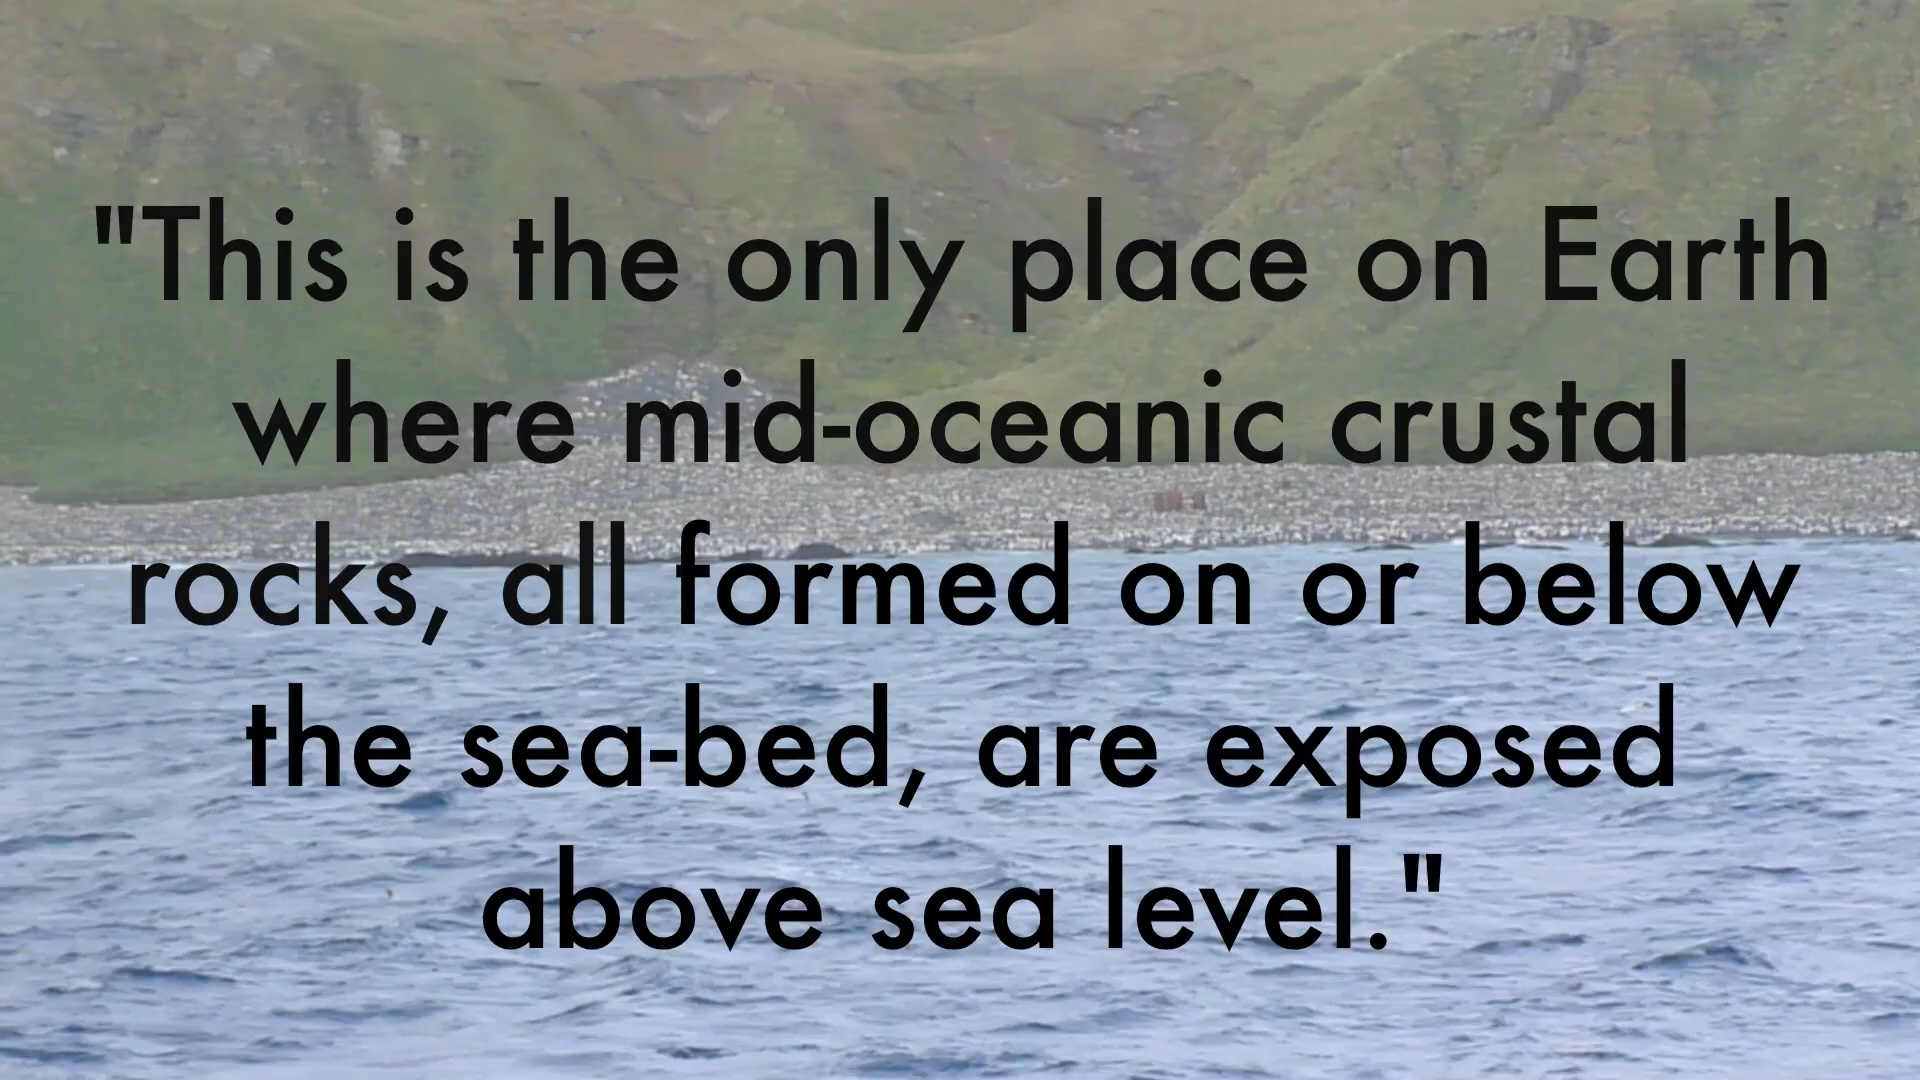 "This is the only place on Earth
where mid-oceanic crustal
rocks, all formed on or below
the sea-bed, are exposed
above sea level."